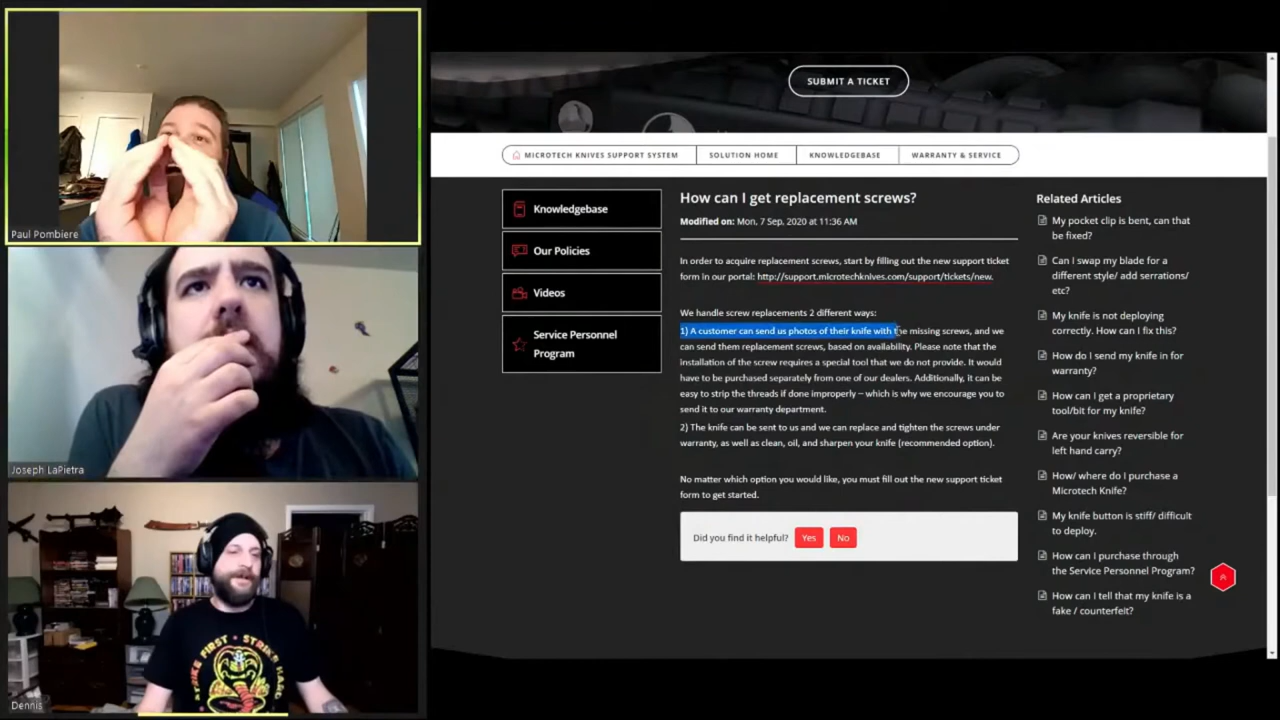 Paul Pombiere
Joseph LaPietra
STRIKE FIRST • STRIKE HARD
Dennis
SUBMIT A TICKET
MICROTECH KNIVES SUPPORT SYSTEM
SOLUTION HOME
KNOWLEDGEBASE
WARRANTY & SERVICE
Knowledgebase
Our Policies
Videos
Service Personnel
Program
How can I get replacement screws?
Modified on: Mon, 7 Sep, 2020 at 11:36 AM
In order to acquire replacement screws, start by filling out the new support ticket
form in our portal: http://support.microtechknives.com/support/tickets/new.
We handle screw replacements 2 different ways:
1) A customer can send us photos of their knife with the missing screws, and we
can send them replacement screws, based on availability. Please note that the
installation of the screw requires a special tool that we do not provide. It would
have to be purchased separately from one of our dealers. Additionally, it can be
easy to strip the threads if done improperly – which is why we encourage you to
send it to our warranty department.
2) The knife can be sent to us and we can replace and tighten the screws under
warranty, as well as clean, oil, and sharpen your knife (recommended option).
No matter which option you would like, you must fill out the new support ticket
form to get started.
Did you find it helpful? Yes No
Related Articles
My pocket clip is bent, can that
be fixed?
Can I swap my blade for a
different style/ add serrations/
etc?
My knife is not deploying
correctly. How can I fix this?
How do I send my knife in for
warranty?
How can I get a proprietary
tool/bit for my knife?
Are your knives reversible for
left hand carry?
How/ where do I purchase a
Microtech Knife?
My knife button is stiff/ difficult
to deploy.
How can I purchase through
the Service Personnel Program?
How can I tell that my knife is a
fake / counterfeit?